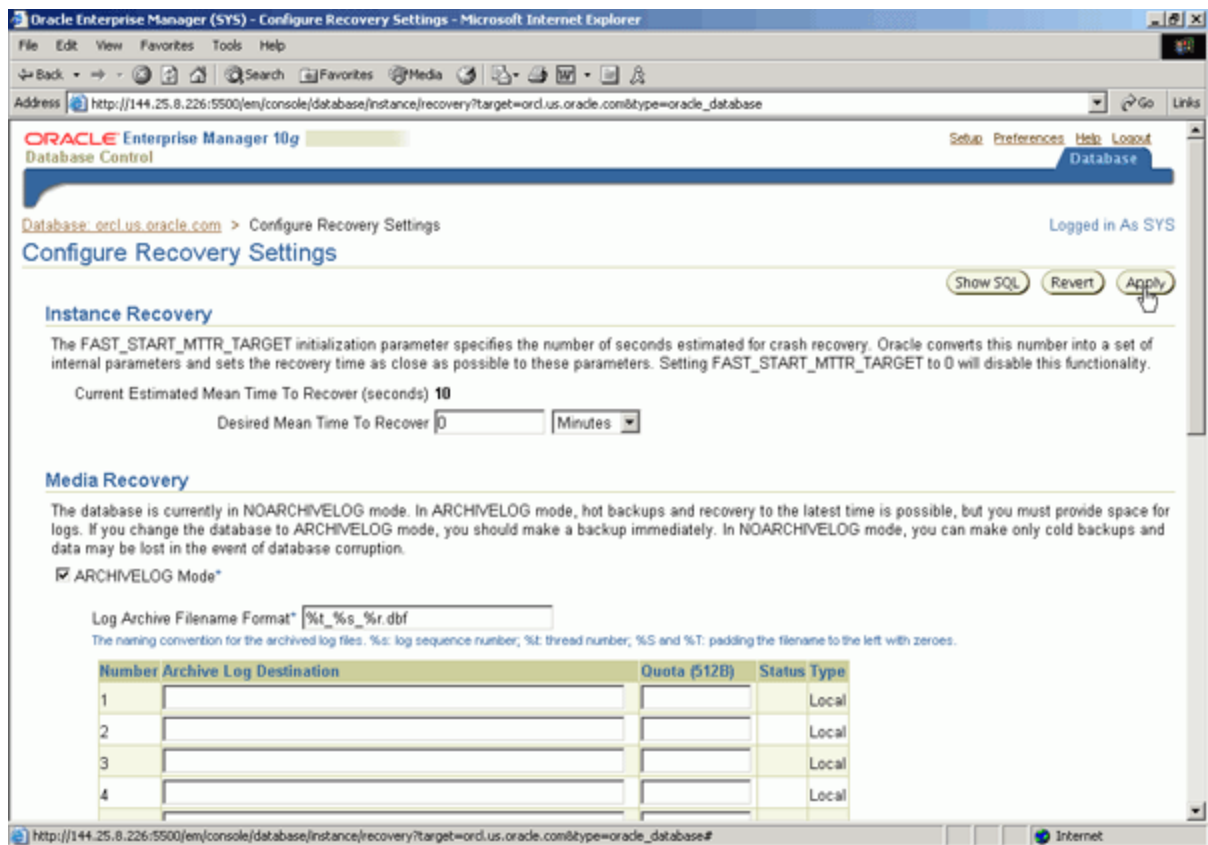 Oracle Enterprise Manager (SYS) - Configure Recovery Settings - Microsoft Internet Explorer
File Edit View Favorites Tools Help
Back Search Favorites Media
Address http://144.25.8.226:5500/em/console/database/instance/recovery?target=orcl.us.oracle.com&type=oracle_database Go Links
ORACLE Enterprise Manager 10g
Setup Preferences Help Logout
Database Control
Database
Database: orcl.us.oracle.com > Configure Recovery Settings
Logged in As SYS
Configure Recovery Settings
Show SQL Revert Apply
Instance Recovery
The FAST_START_MTTR_TARGET initialization parameter specifies the number of seconds estimated for crash recovery. Oracle converts this number into a set of
internal parameters and sets the recovery time as close as possible to these parameters. Setting FAST_START_MTTR_TARGET to 0 will disable this functionality.
Current Estimated Mean Time To Recover (seconds) 10
Desired Mean Time To Recover 0 Minutes
Media Recovery
The database is currently in NOARCHIVELOG mode. In ARCHIVELOG mode, hot backups and recovery to the latest time is possible, but you must provide space for
logs. If you change the database to ARCHIVELOG mode, you should make a backup immediately. In NOARCHIVELOG mode, you can make only cold backups and
data may be lost in the event of database corruption.
ARCHIVELOG Mode*
Log Archive Filename Format* %t_%s_%r.dbf
The naming convention for the archived log files. %s: log sequence number; %t: thread number; %S and %T: padding the filename to the left with zeroes.
Number Archive Log Destination Quota (512B) Status Type
1 Local
2 Local
3 Local
4 Local
http://144.25.8.226:5500/em/console/database/instance/recovery?target=orcl.us.oracle.com&type=oracle_database# Internet